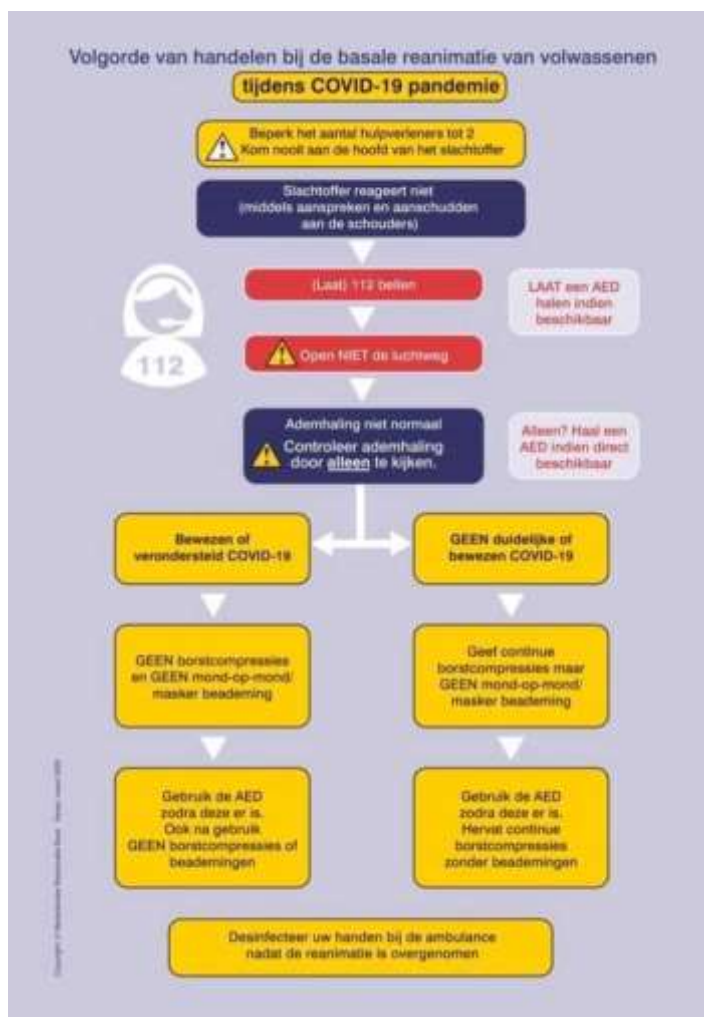 Volgorde van handelen bij de basale reanimatie van volwassenen
tijdens COVID-19 pandemie
Beperk het aantal hulpverleners tot 2
Kom nooit aan de hoofd van het slachtoffer
Slachtoffer reageert niet
(middels aanspreken en aanschudden
aan de schouders)
(Laat) 112 bellen
LAAT een AED
halen indien
beschikbaar
112
Open NIET de luchtweg
Ademhaling niet normaal
Controleer ademhaling
door alleen te kijken.
Alleen? Haal een
AED indien direct
beschikbaar
Bewezen of
verondersteld COVID-19
GEEN duidelijke of
bewezen COVID-19
GEEN borstcompressies
en GEEN mond-op-mond/
masker beademing
Geef continue
borstcompressies maar
GEEN mond-op-mond/
masker beademing
Gebruik de AED
zodra deze er is.
Ook na gebruik
GEEN borstcompressies of
beademingen
Gebruik de AED
zodra deze er is.
Hervat continue
borstcompressies
zonder beademingen
Desinfecteer uw handen bij de ambulance
nadat de reanimatie is overgenomen